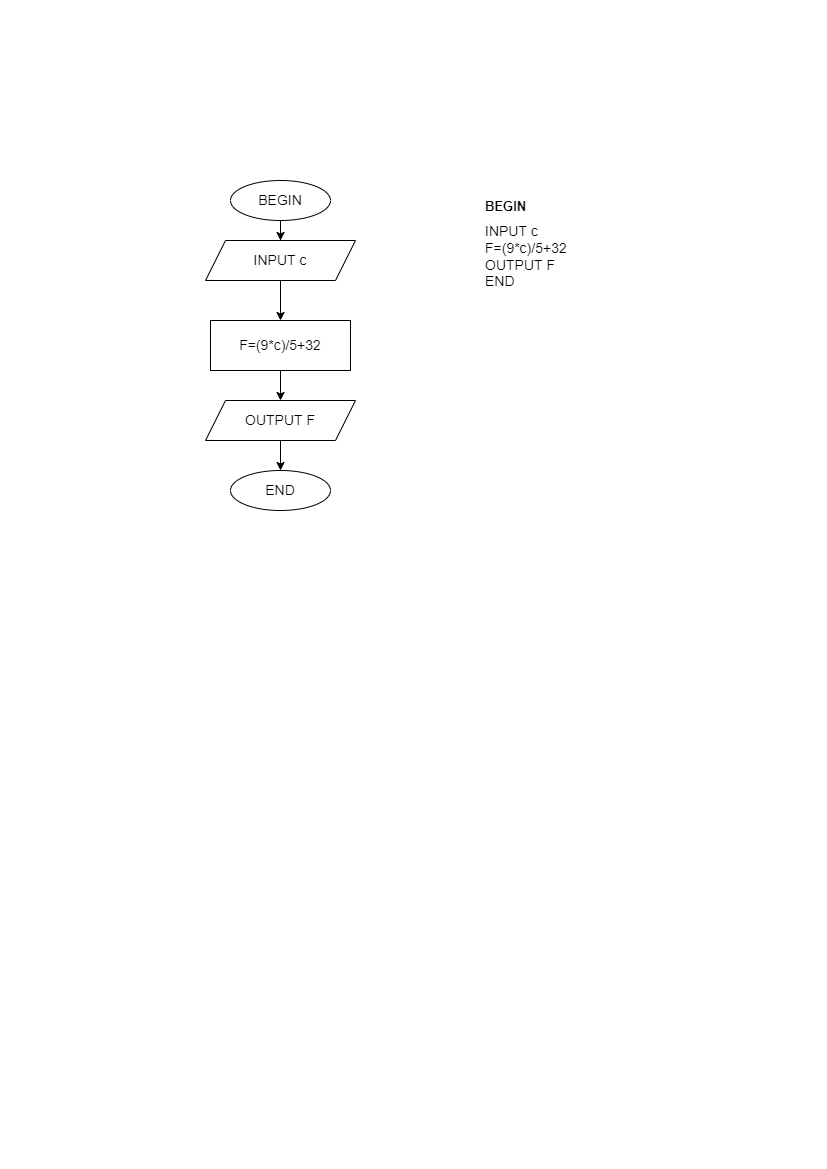 BEGIN
INPUT c
F=(9*c)/5+32
OUTPUT F
END
BEGIN
INPUT c
F=(9*c)/5+32
OUTPUT F
END